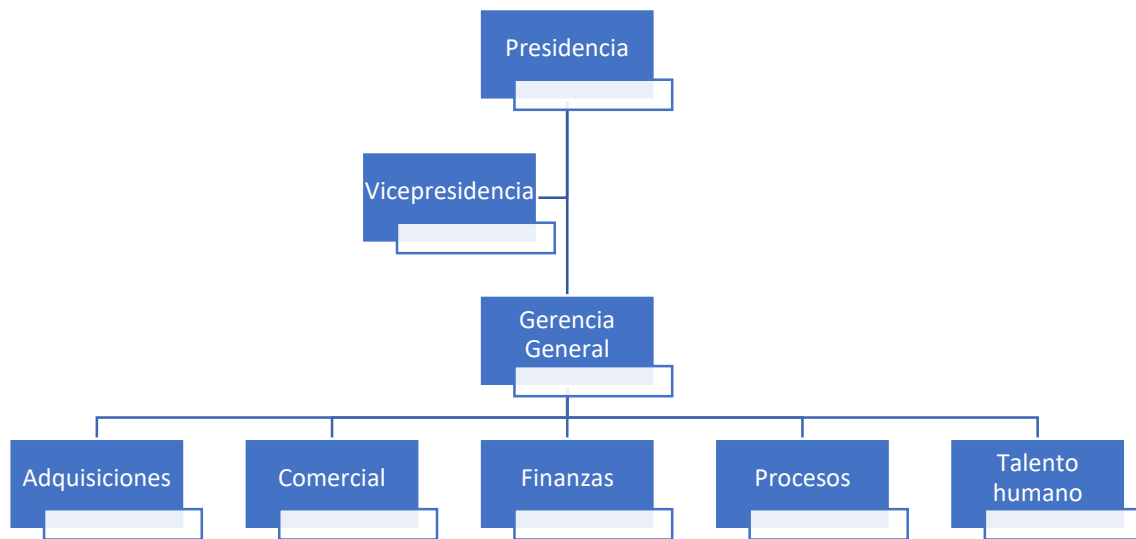 Presidencia
Vicepresidencia
Gerencia
General
Adquisiciones
Comercial
Finanzas
Procesos
Talento
humano